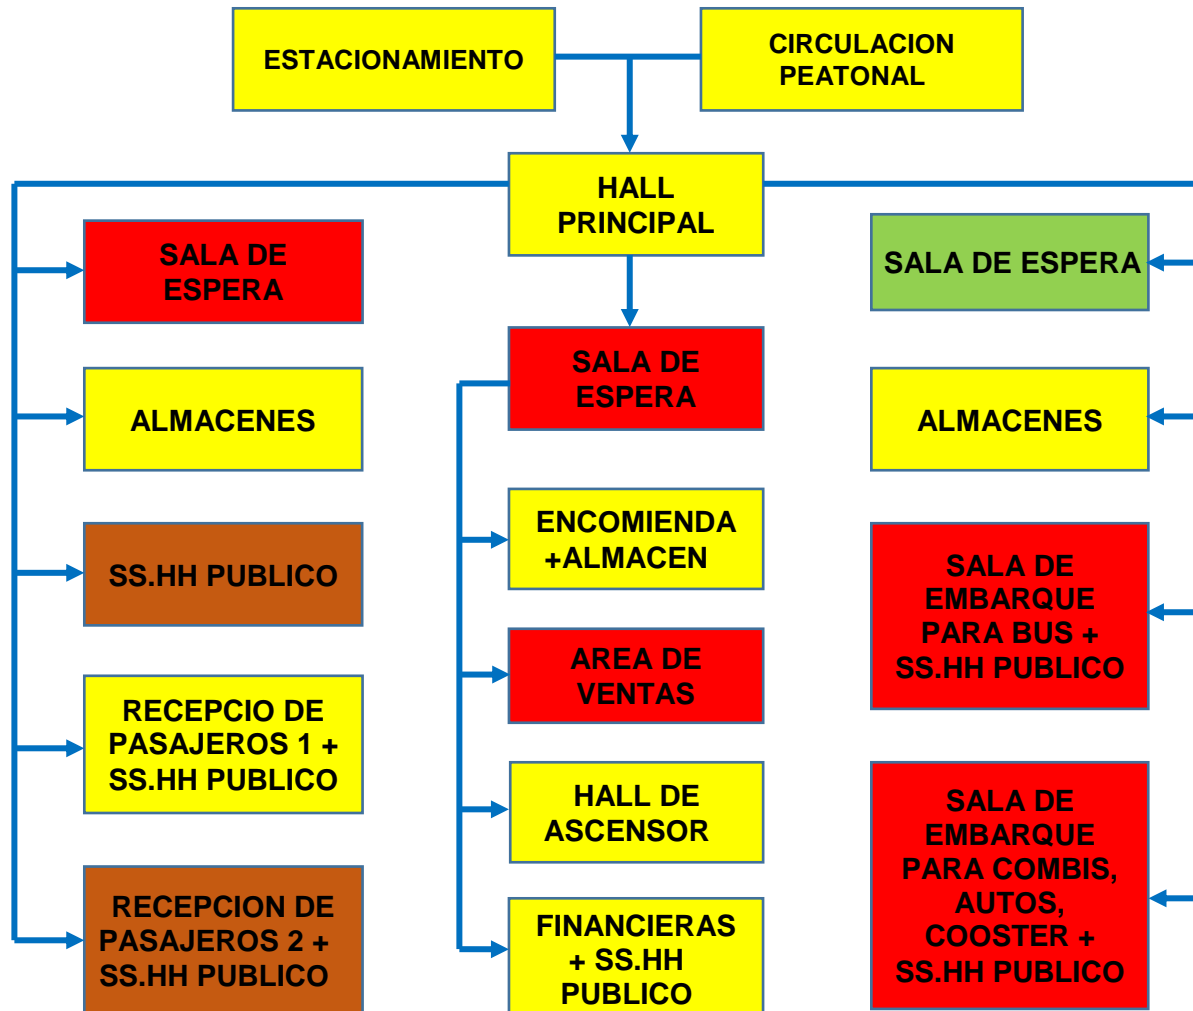 ESTACIONAMIENTO
CIRCULACION
PEATONAL
HALL
PRINCIPAL
SALA DE
ESPERA
ALMACENES
SS.HH PUBLICO
RECEPCIO DE
PASAJEROS 1 +
SS.HH PUBLICO
RECEPCION DE
PASAJEROS 2 +
SS.HH PUBLICO
SALA DE
ESPERA
ENCOMIENDA
+ALMACEN
AREA DE
VENTAS
HALL DE
ASCENSOR
FINANCIERAS
+ SS.HH
PUBLICO
SALA DE ESPERA
ALMACENES
SALA DE
EMBARQUE
PARA BUS +
SS.HH PUBLICO
SALA DE
EMBARQUE
PARA COMBIS,
AUTOS,
COOSTER +
SS.HH PUBLICO